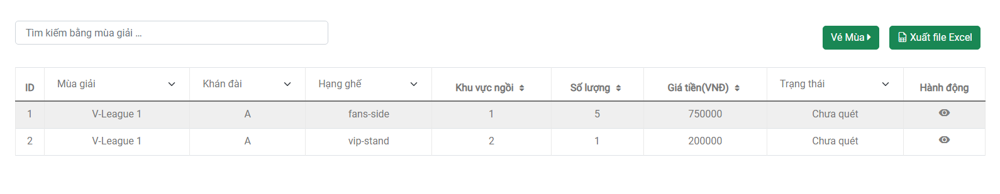 Tìm kiếm bằng mùa giải ...
Vé Mùa Xuất file Excel
ID Mùa giải Khán đài Hạng ghế Khu vực ngồi Số lượng Giá tiền(VNĐ) Trạng thái Hành động
1 V-League 1 A fans-side 1 5 750000 Chưa quét
2 V-League 1 A vip-stand 2 1 200000 Chưa quét